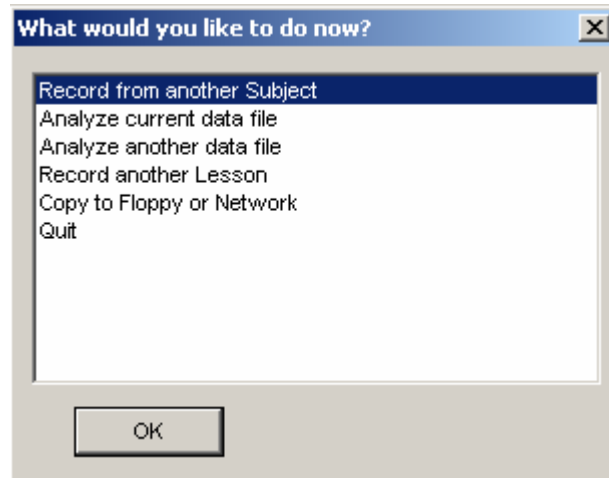 What would you like to do now?
Record from another Subject
Analyze current data file
Analyze another data file
Record another Lesson
Copy to Floppy or Network
Quit
OK